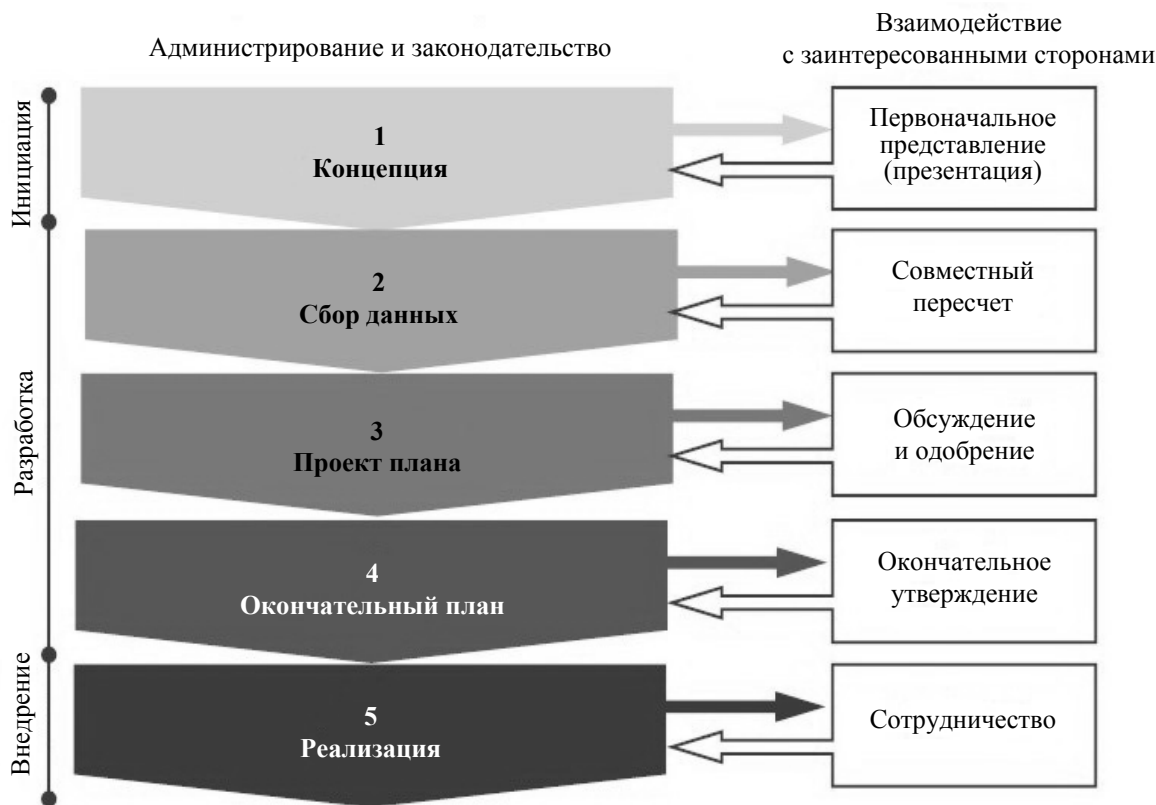 Администрирование и законодательство
Взаимодействие
с заинтересованными сторонами
Инициация
1
Концепция
Первоначальное
представление
(презентация)
Разработка
2
Сбор данных
Совместный
пересчет
3
Проект плана
Обсуждение
и одобрение
4
Окончательный план
Окончательное
утверждение
Внедрение
5
Реализация
Сотрудничество